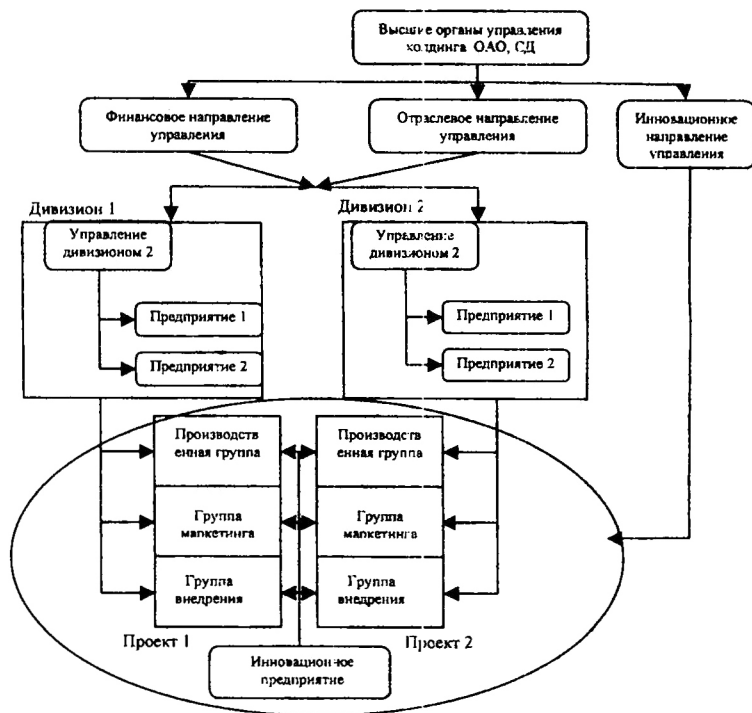 Высшие органы управления
холдинга ОАО, СД
Финансовое направление
управления
Отраслевое направление
управления
Инновационное
направление
управления
Дивизион 1
Дивизион 2
Управление
дивизионом 2
Управление
дивизионом 2
Предприятие 1
Предприятие 2
Предприятие 1
Предприятие 2
Производств
енная группа
Производств
енная группа
Группа
маркетинга
Группа
маркетинга
Группа
внедрения
Группа
внедрения
Проект 1
Проект 2
Инновационное
предприятие